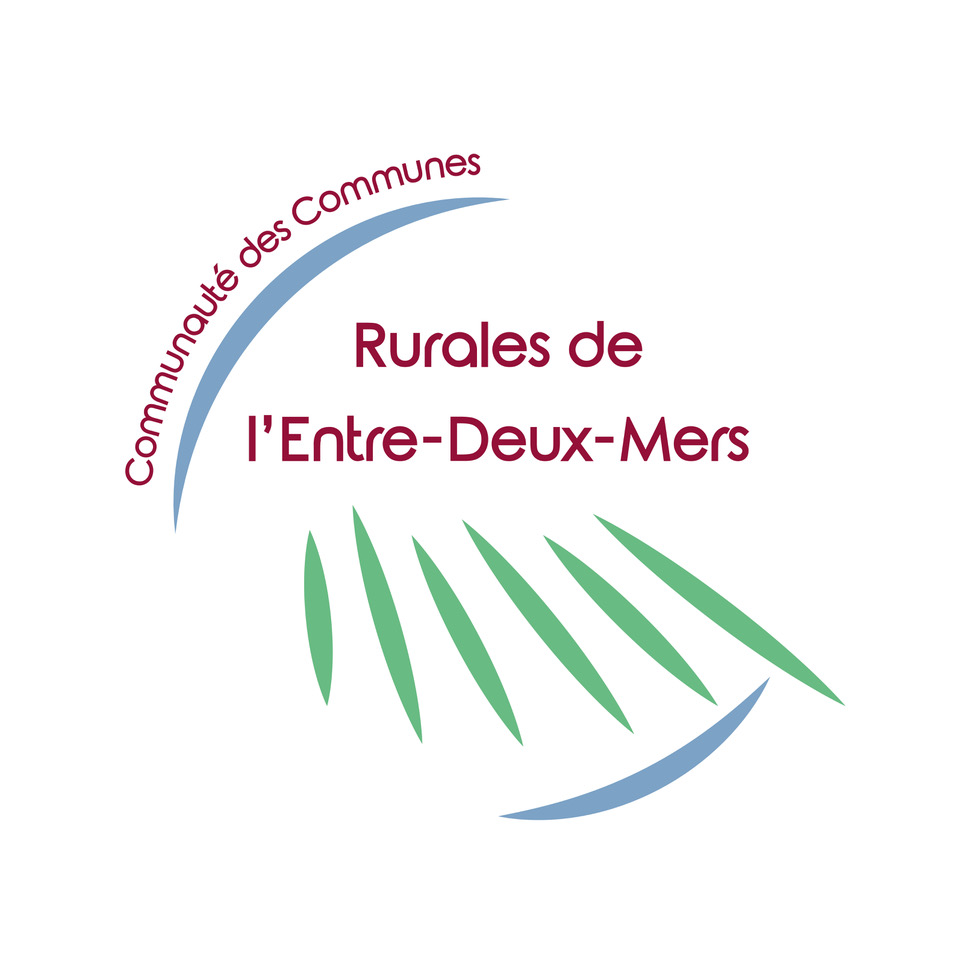 Communauté des Communes
Rurales de
l'Entre-Deux-Mers